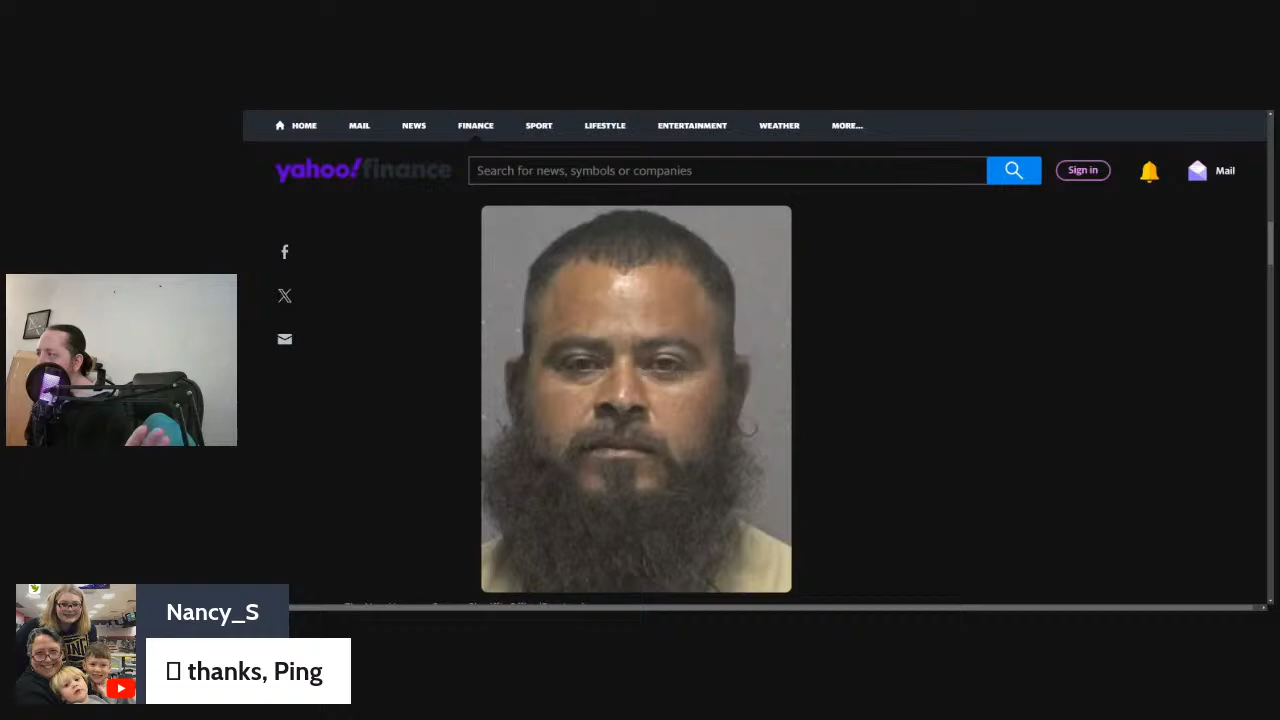 HOME MAIL NEWS FINANCE SPORT LIFESTYLE ENTERTAINMENT WEATHER MORE...
yahoo!finance Search for news, symbols or companies Sign in Mail
Nancy_S
thanks, Ping